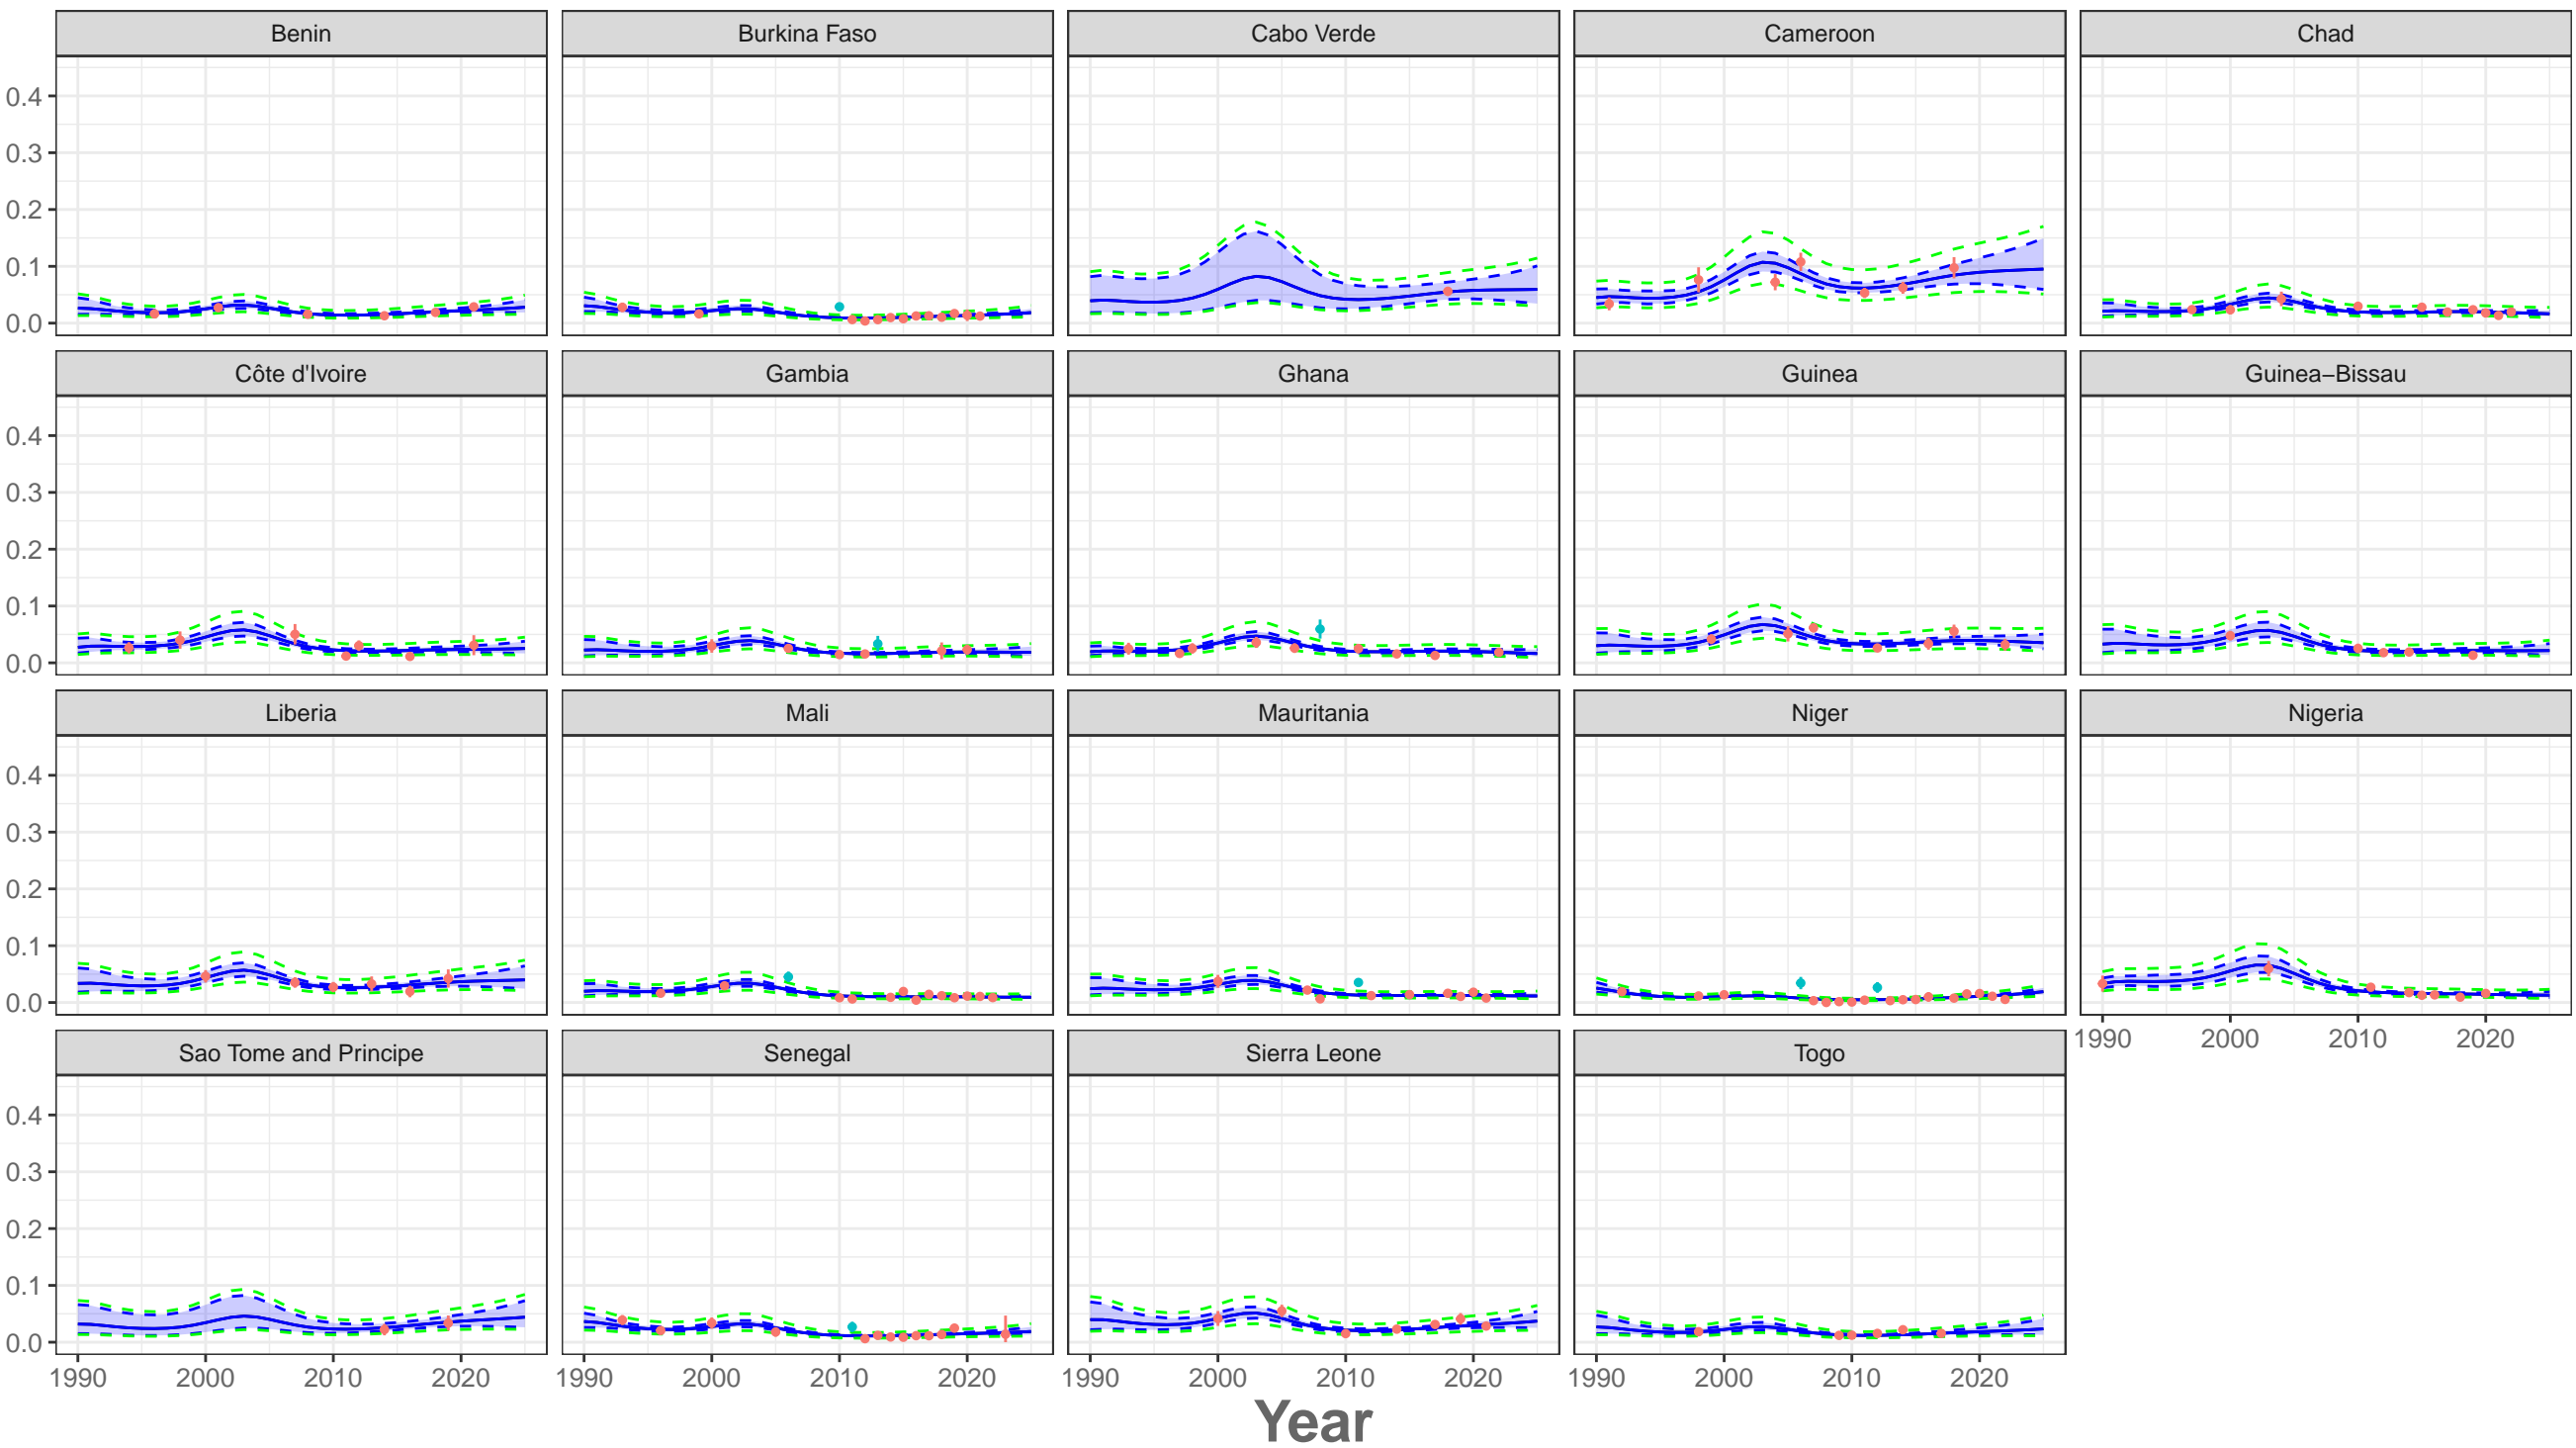 Benin Burkina Faso Cabo Verde Cameroon Chad
0.4
0.3
0.2
0.1
0.0
Côte d'Ivoire Gambia Ghana Guinea Guinea−Bissau
0.4
0.3
0.2
0.1
0.0
Liberia Mali Mauritania Niger Nigeria
0.4
0.3
0.2
0.1
0.0
1990 2000 2010 2020
Sao Tome and Principe Senegal Sierra Leone Togo
0.4
0.3
0.2
0.1
0.0
1990 2000 2010 2020 1990 2000 2010 2020 1990 2000 2010 2020 1990 2000 2010 2020
Year